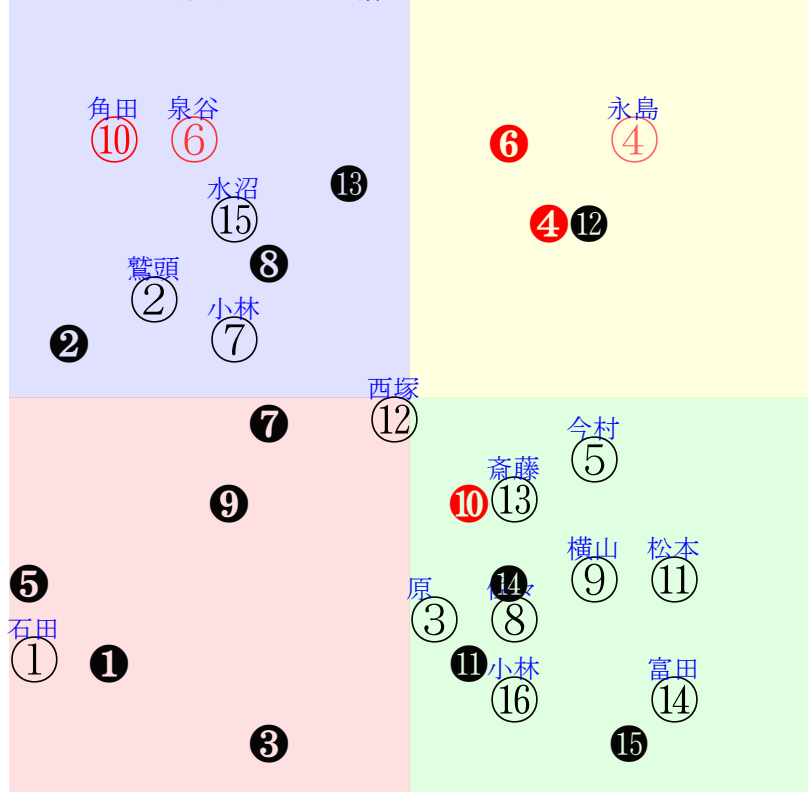 角田 泉谷 永島
⑩ ⑥ ❻ ④
⓭
水沼
⑮ ❹ ⓬
❽
鷲頭
② 小林
❷ ⑦
西塚
❼ ⑫ 今村
斎藤 ⑤
❾ ❿ ⑬
横山 松本
❺ ⓮ ⑨ ⑪
原
③ ⑧
石田
① ❶ ⓫ 小林 富田
⑯ ⑭
❸ ⓯